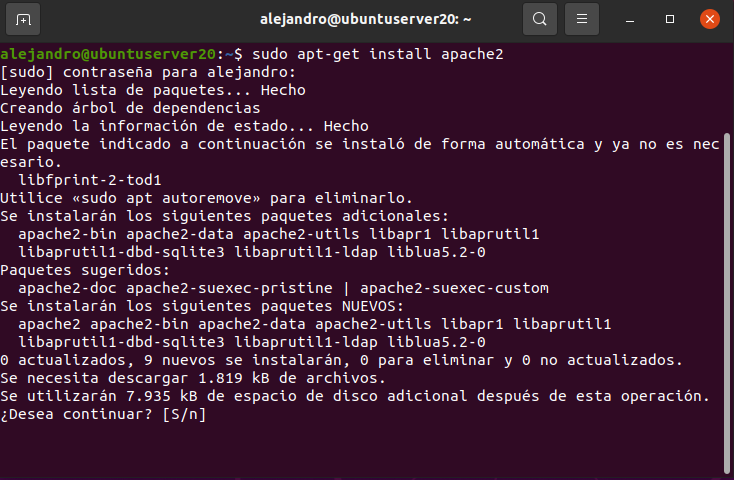 alejandro@ubuntuserver20: ~
alejandro@ubuntuserver20:~$ sudo apt-get install apache2
[sudo] contraseña para alejandro:
Leyendo lista de paquetes... Hecho
Creando árbol de dependencias
Leyendo la información de estado... Hecho
El paquete indicado a continuación se instaló de forma automática y ya no es nec
esario.
  libfprint-2-tod1
Utilice «sudo apt autoremove» para eliminarlo.
Se instalarán los siguientes paquetes adicionales:
  apache2-bin apache2-data apache2-utils libapr1 libaprutil1
  libaprutil1-dbd-sqlite3 libaprutil1-ldap liblua5.2-0
Paquetes sugeridos:
  apache2-doc apache2-suexec-pristine | apache2-suexec-custom
Se instalarán los siguientes paquetes NUEVOS:
  apache2 apache2-bin apache2-data apache2-utils libapr1 libaprutil1
  libaprutil1-dbd-sqlite3 libaprutil1-ldap liblua5.2-0
0 actualizados, 9 nuevos se instalarán, 0 para eliminar y 0 no actualizados.
Se necesita descargar 1.819 kB de archivos.
Se utilizarán 7.935 kB de espacio de disco adicional después de esta operación.
¿Desea continuar? [S/n]